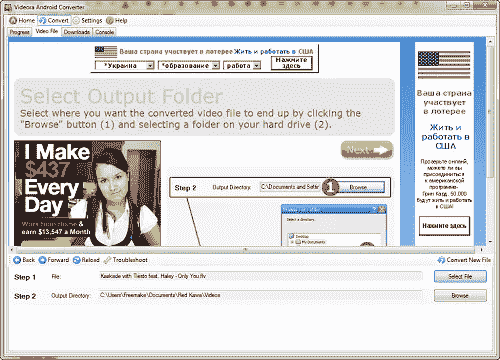 Videora Android Converter
Home Convert Settings Help
Progress Video File Downloads Console
Ваша страна участвует в лотерее Жить и работать в США
*Украина *образование работа Нажмите здесь
Select Output Folder
Select where you want the converted video file to end up by clicking the
"Browse" button (1) and selecting a folder on your hard drive (2).
Next
I Make
$437
Every
Day
Work from home &
earn $13,547 a Month
Step 2 Output Directory: C:\Documents and Settin 1 Browse
Select a directory.
Desktop
My Documents
Ваша страна
участвует
в лотерее
Жить и
работать в
США
Проверьте онлайн,
можете ли вы
присоединиться
к американской
программе
Грин Кард. 50.000
будут жить и работать
в США!
Нажмите здесь
Back Forward Reload Troubleshoot Convert New File
Step 1 File: Kaskade with Tiesto feat. Haley - Only You.flv Select File
Step 2 Output Directory: C:\Users\Freemake\Documents\Red Kawa\Videos Browse